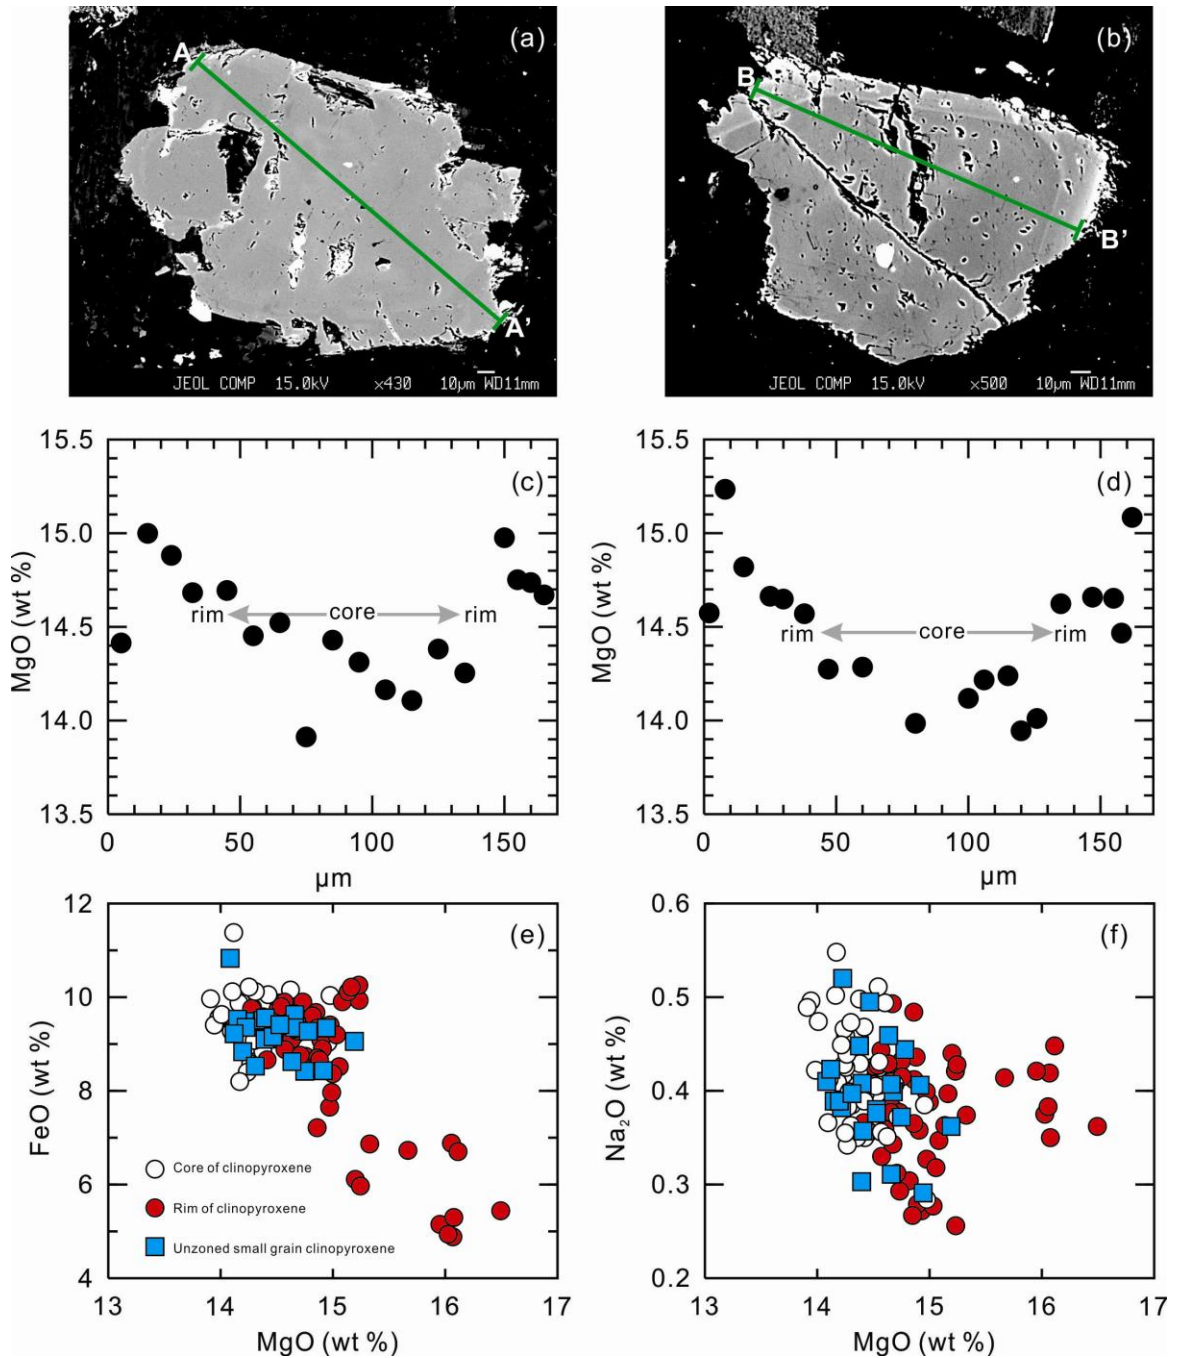 (a)
A
A'
JEOL COMP 15.0kV ×430 10μm WD11mm
(b)
B
B'
JEOL COMP 15.0kV ×500 10μm WD11mm
15.5
15.0
14.5
14.0
13.5
MgO (wt %)
(c)
rim
core
rim
0 50 100 150
μm
15.5
15.0
14.5
14.0
13.5
MgO (wt %)
(d)
rim
core
rim
0 50 100 150
μm
12
10
8
6
4
FeO (wt %)
(e)
Core of clinopyroxene
Rim of clinopyroxene
Unzoned small grain clinopyroxene
13 14 15 16 17
MgO (wt %)
0.6
0.5
0.4
0.3
0.2
Na₂O (wt %)
(f)
13 14 15 16 17
MgO (wt %)